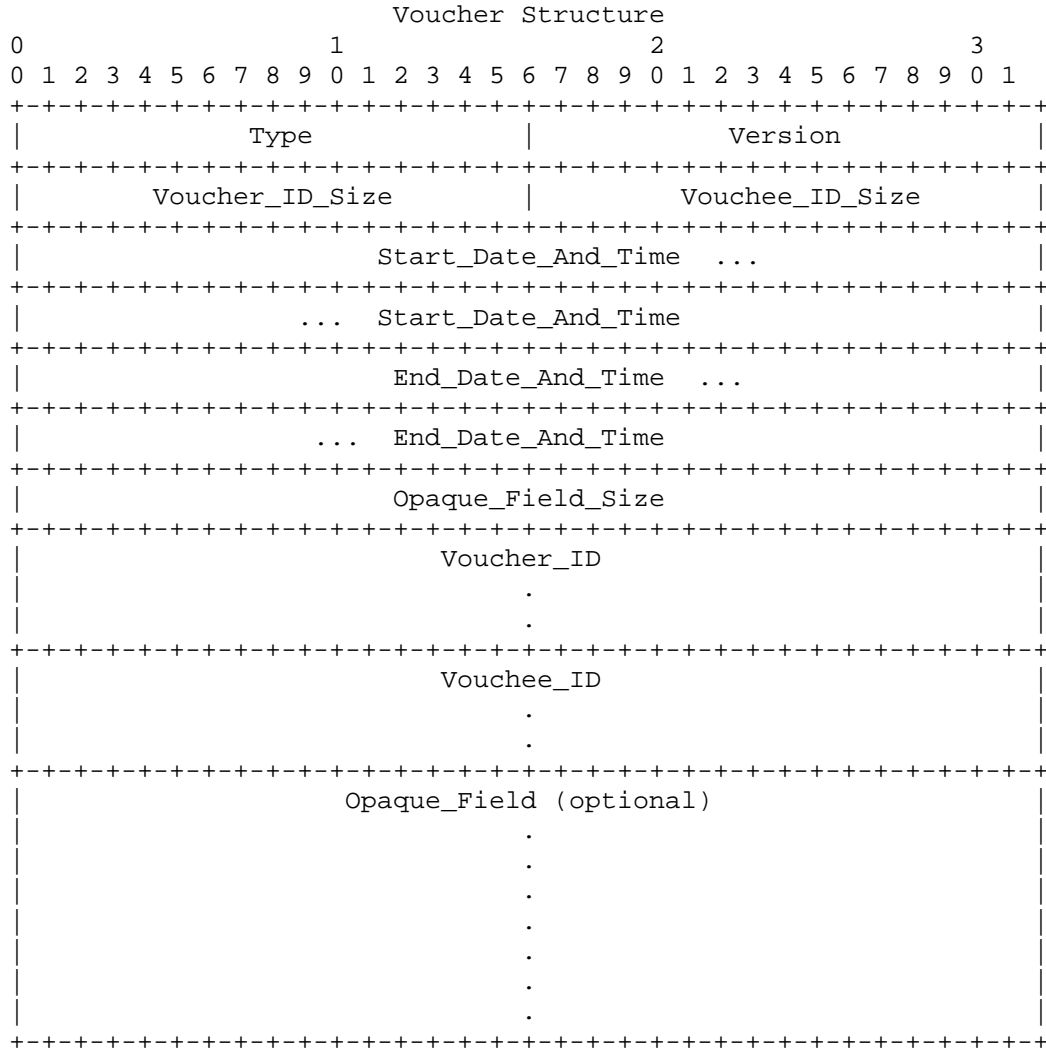 Voucher Structure
0                   1                   2                   3
0 1 2 3 4 5 6 7 8 9 0 1 2 3 4 5 6 7 8 9 0 1 2 3 4 5 6 7 8 9 0 1
+-+-+-+-+-+-+-+-+-+-+-+-+-+-+-+-+-+-+-+-+-+-+-+-+-+-+-+-+-+-+-+-+
|              Type             |            Version            |
+-+-+-+-+-+-+-+-+-+-+-+-+-+-+-+-+-+-+-+-+-+-+-+-+-+-+-+-+-+-+-+-+
|        Voucher_ID_Size        |         Vouchee_ID_Size       |
+-+-+-+-+-+-+-+-+-+-+-+-+-+-+-+-+-+-+-+-+-+-+-+-+-+-+-+-+-+-+-+-+
|                      Start_Date_And_Time  ...                 |
+-+-+-+-+-+-+-+-+-+-+-+-+-+-+-+-+-+-+-+-+-+-+-+-+-+-+-+-+-+-+-+-+
|                 ...  Start_Date_And_Time                      |
+-+-+-+-+-+-+-+-+-+-+-+-+-+-+-+-+-+-+-+-+-+-+-+-+-+-+-+-+-+-+-+-+
|                       End_Date_And_Time  ...                  |
+-+-+-+-+-+-+-+-+-+-+-+-+-+-+-+-+-+-+-+-+-+-+-+-+-+-+-+-+-+-+-+-+
|                  ...  End_Date_And_Time                       |
+-+-+-+-+-+-+-+-+-+-+-+-+-+-+-+-+-+-+-+-+-+-+-+-+-+-+-+-+-+-+-+-+
|                       Opaque_Field_Size                       |
+-+-+-+-+-+-+-+-+-+-+-+-+-+-+-+-+-+-+-+-+-+-+-+-+-+-+-+-+-+-+-+-+
|                          Voucher_ID                           |
|                               .                               |
|                               .                               |
+-+-+-+-+-+-+-+-+-+-+-+-+-+-+-+-+-+-+-+-+-+-+-+-+-+-+-+-+-+-+-+-+
|                          Vouchee_ID                           |
|                               .                               |
|                               .                               |
+-+-+-+-+-+-+-+-+-+-+-+-+-+-+-+-+-+-+-+-+-+-+-+-+-+-+-+-+-+-+-+-+
|                    Opaque_Field (optional)                    |
|                               .                               |
|                               .                               |
|                               .                               |
|                               .                               |
|                               .                               |
|                               .                               |
|                               .                               |
+-+-+-+-+-+-+-+-+-+-+-+-+-+-+-+-+-+-+-+-+-+-+-+-+-+-+-+-+-+-+-+-+